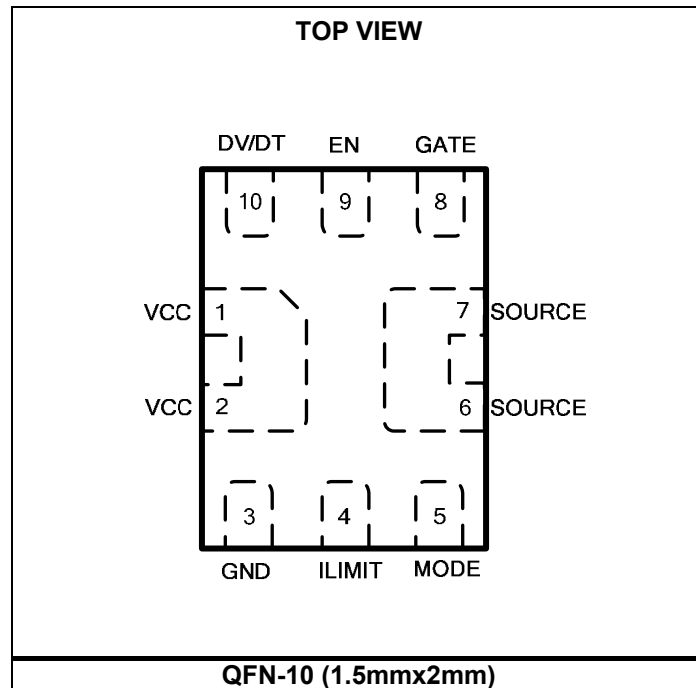 TOP VIEW
DV/DT EN GATE
10 9 8
VCC 1 7 SOURCE
VCC 2 6 SOURCE
3 4 5
GND ILIMIT MODE
QFN-10 (1.5mmx2mm)